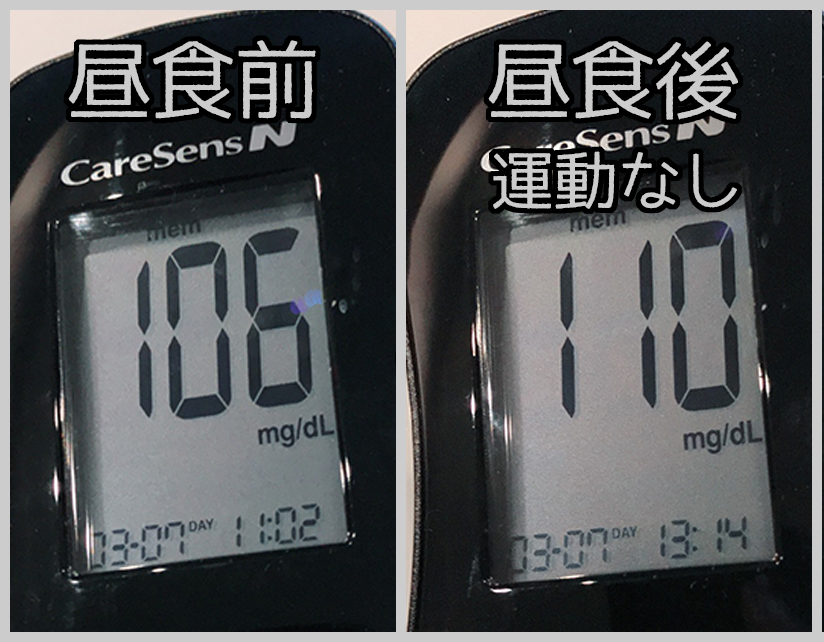 昼食前
CareSens N
mem
106
mg/dL
03-07 DAY 11:02
昼食後
CareSens N
運動なし
mem
110
mg/dL
03-07 DAY 13:14